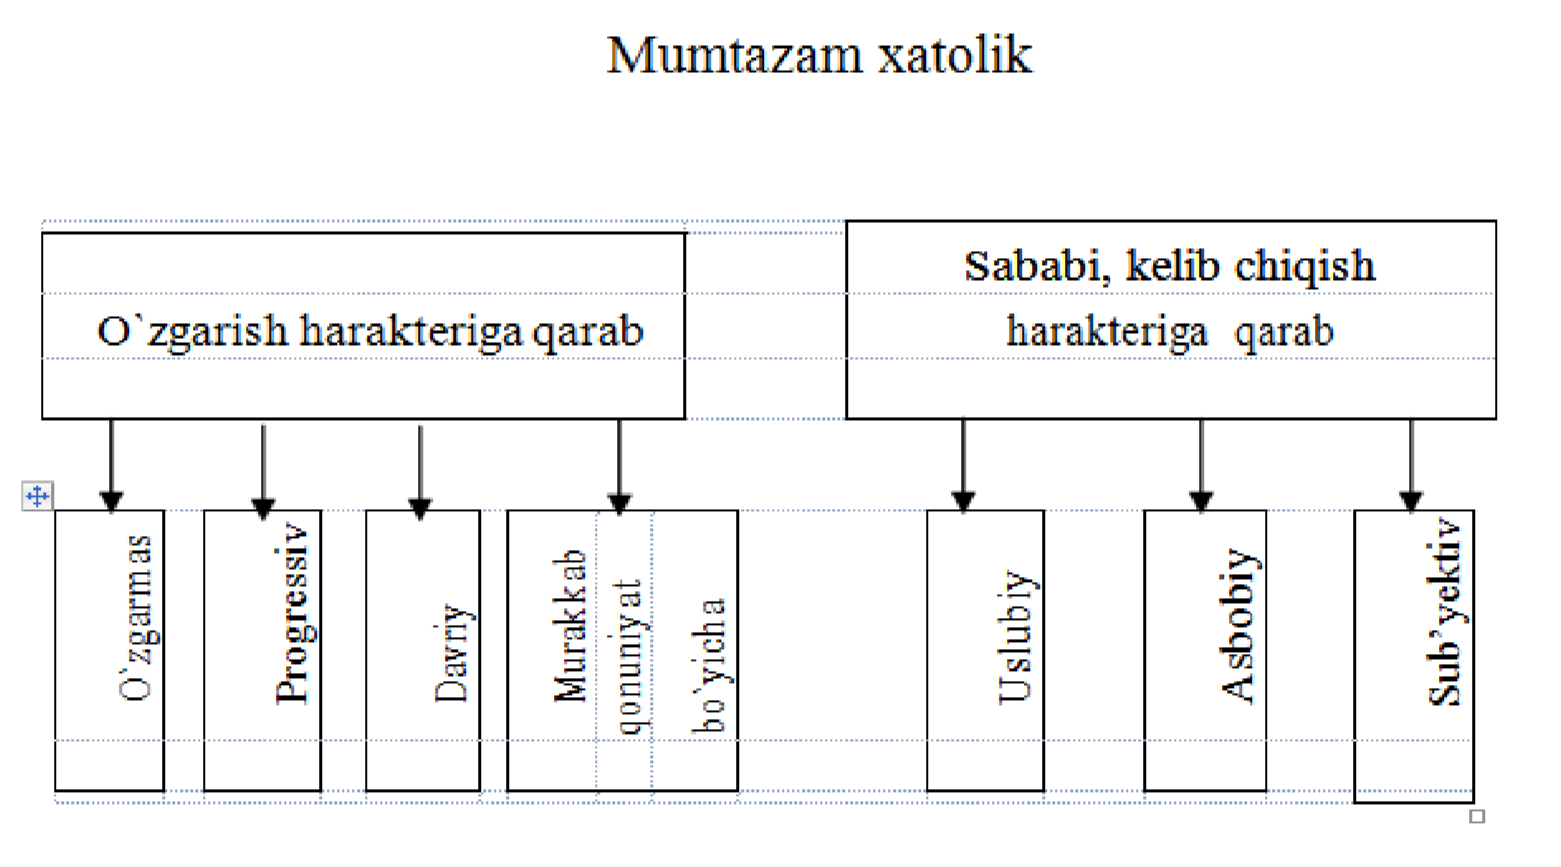 Mumtazam xatolik
O`zgarish harakteriga qarab
Sababi, kelib chiqish
harakteriga qarab
O`zgarmas
Progressiv
Davriy
Murakkab
qonuniyat
bo`yicha
Uslubiy
Asbobiy
Sub’yektiv